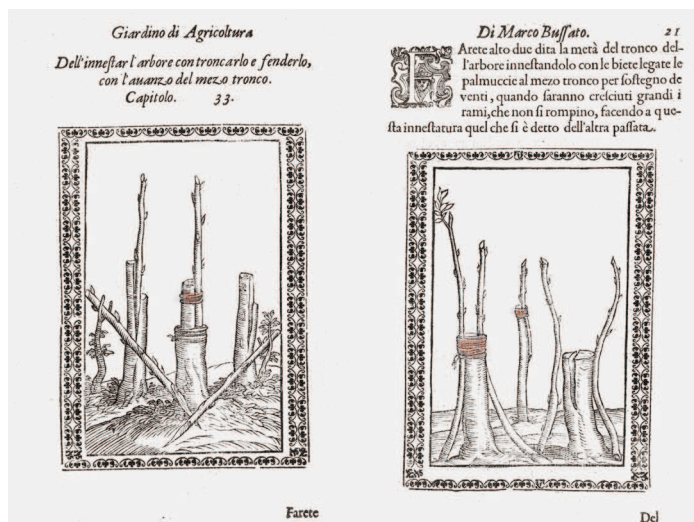 Giardino di Agricoltura
Dell'inneſtar l'arbore con troncarlo e fenderlo,
con l'auanzo del mezo tronco.
Capitolo. 33.
Farete
Di Marco Buſſato. 21
FArete alto due dita la metà del tronco del-
l'arbore inneſtandolo con le biete legate le
palmuccie al mezo tronco per ſoſtegno de
venti, quando ſaranno creſciuti grandi i
rami, che non ſi rompino, facendo a que-
ſta inneſtatura quel che ſi è detto dell'altra paſſata.
Del